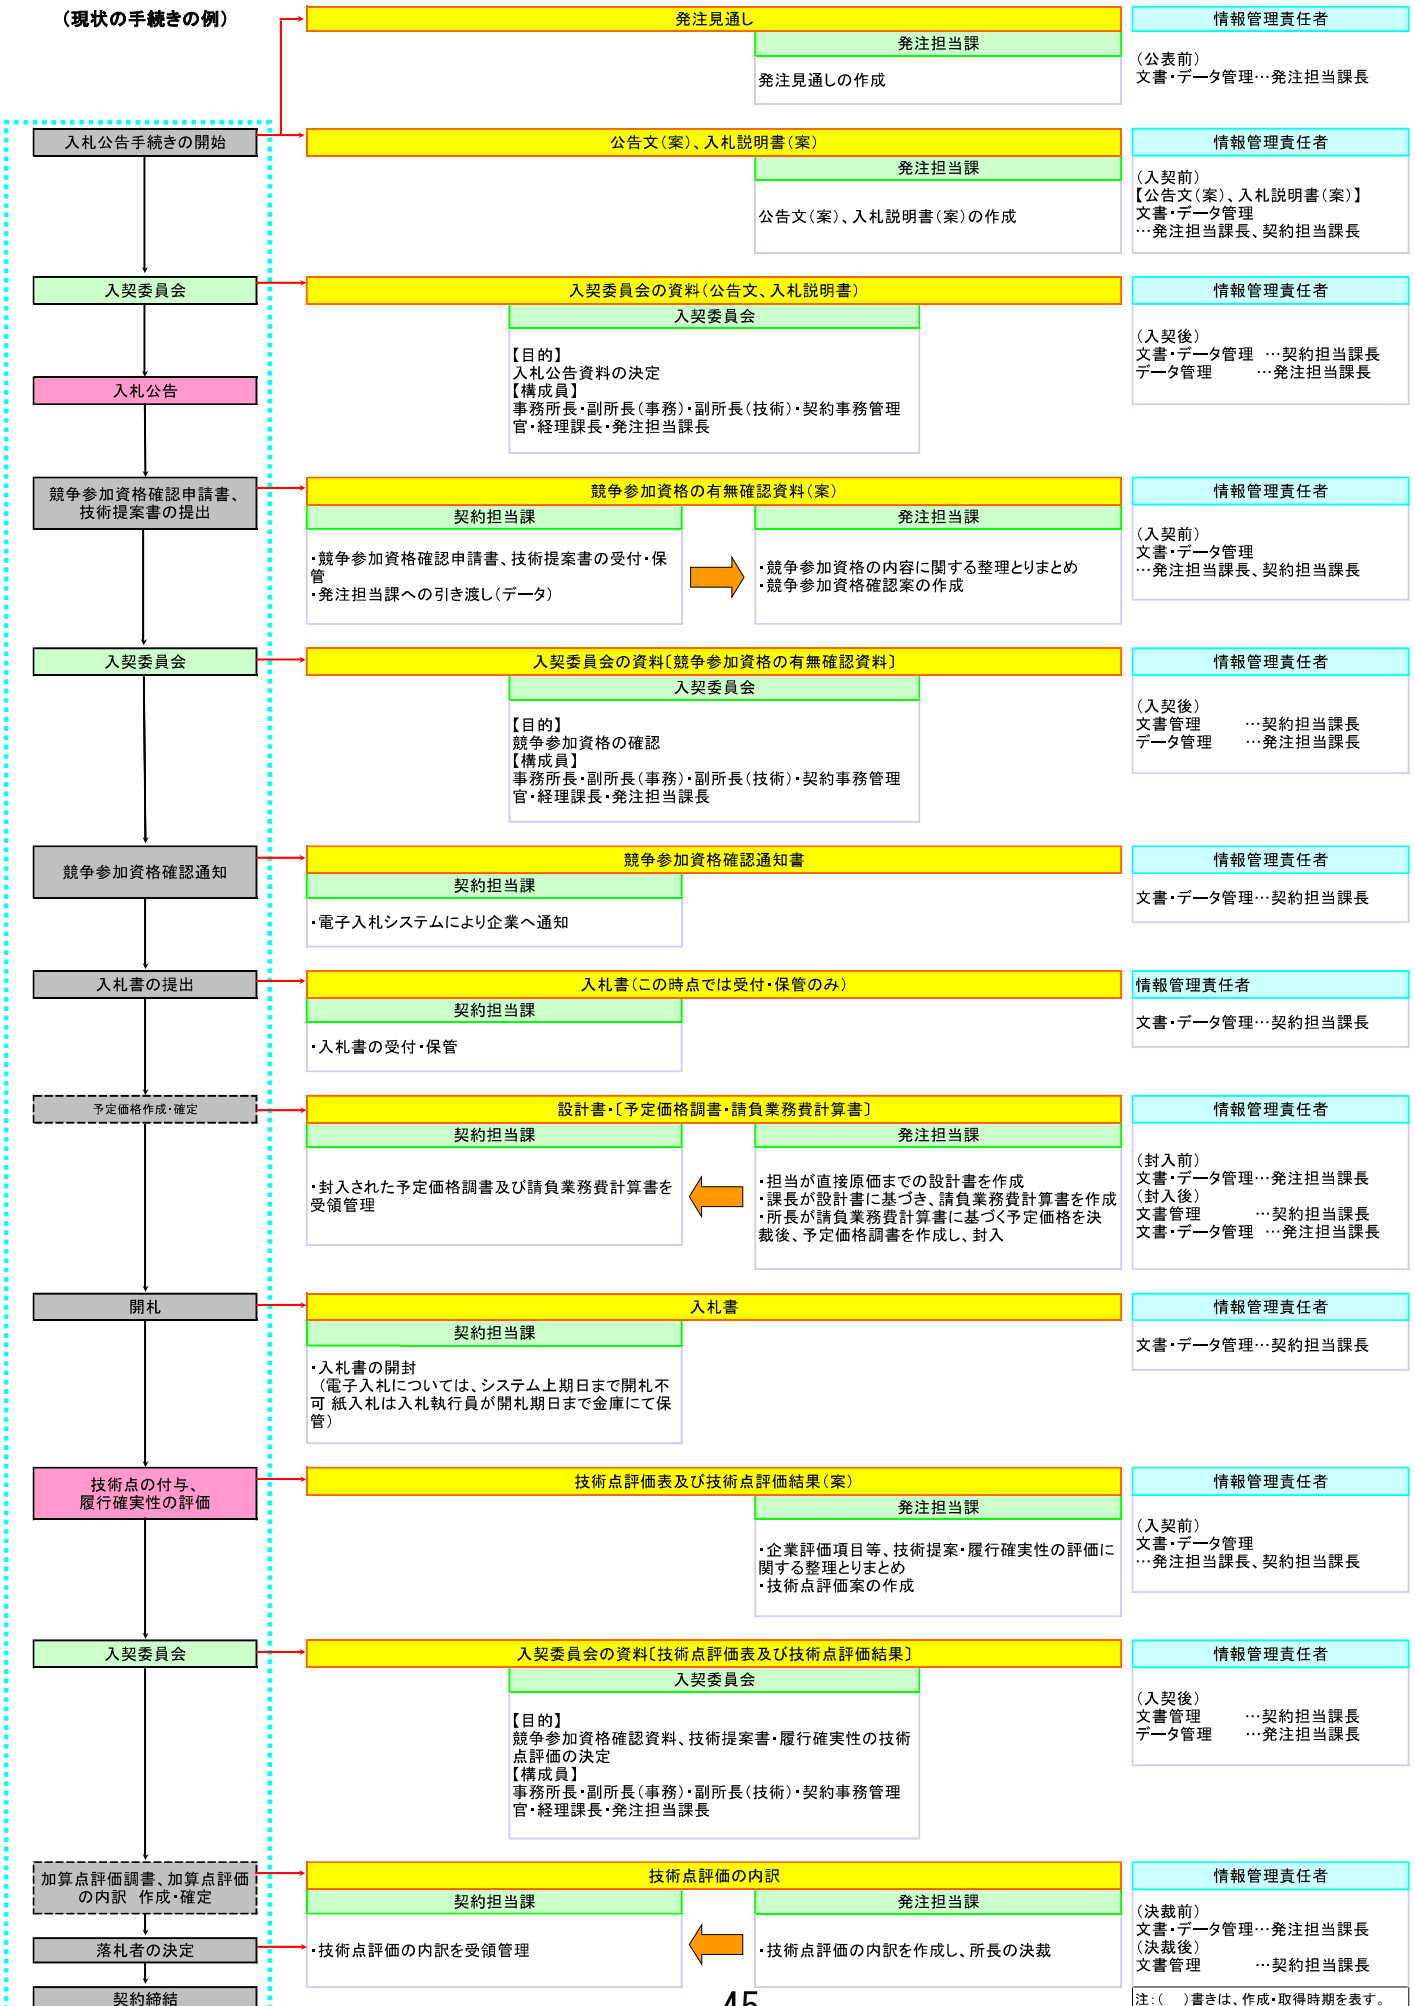 (現状の手続きの例)
発注見通し
情報管理責任者
発注担当課
発注見通しの作成
(公表前)
文書・データ管理…発注担当課長
入札公告手続きの開始
公告文(案)、入札説明書(案)
情報管理責任者
発注担当課
公告文(案)、入札説明書(案)の作成
(入契前)
【公告文(案)、入札説明書(案)】
文書・データ管理
…発注担当課長、契約担当課長
入契委員会
入契委員会の資料(公告文、入札説明書)
情報管理責任者
入契委員会
【目的】
入札公告資料の決定
【構成員】
事務所長・副所長(事務)・副所長(技術)・契約事務管理
官・経理課長・発注担当課長
(入契後)
文書・データ管理 …契約担当課長
データ管理 …発注担当課長
入札公告
競争参加資格確認申請書、
技術提案書の提出
競争参加資格の有無確認資料(案)
情報管理責任者
契約担当課
発注担当課
・競争参加資格確認申請書、技術提案書の受付・保
管
・発注担当課への引き渡し(データ)
・競争参加資格の内容に関する整理とりまとめ
・競争参加資格確認案の作成
(入契前)
文書・データ管理
…発注担当課長、契約担当課長
入契委員会
入契委員会の資料〔競争参加資格の有無確認資料〕
情報管理責任者
入契委員会
【目的】
競争参加資格の確認
【構成員】
事務所長・副所長(事務)・副所長(技術)・契約事務管理
官・経理課長・発注担当課長
(入契後)
文書管理 …契約担当課長
データ管理 …発注担当課長
競争参加資格確認通知
競争参加資格確認通知書
情報管理責任者
契約担当課
・電子入札システムにより企業へ通知
文書・データ管理…契約担当課長
入札書の提出
入札書(この時点では受付・保管のみ)
情報管理責任者
契約担当課
・入札書の受付・保管
文書・データ管理…契約担当課長
予定価格作成・確定
設計書・〔予定価格調書・請負業務費計算書〕
情報管理責任者
契約担当課
発注担当課
・封入された予定価格調書及び請負業務費計算書を
受領管理
・担当が直接原価までの設計書を作成
・課長が設計書に基づき、請負業務費計算書を作成
・所長が請負業務費計算書に基づく予定価格を決
裁後、予定価格調書を作成し、封入
(封入前)
文書・データ管理…発注担当課長
(封入後)
文書管理 …契約担当課長
文書・データ管理 …発注担当課長
開札
入札書
情報管理責任者
契約担当課
・入札書の開封
(電子入札については、システム上期日まで開札不
可 紙入札は入札執行員が開札期日まで金庫にて保
管)
文書・データ管理…契約担当課長
技術点の付与、
履行確実性の評価
技術点評価表及び技術点評価結果(案)
情報管理責任者
発注担当課
・企業評価項目等、技術提案・履行確実性の評価に
関する整理とりまとめ
・技術点評価案の作成
(入契前)
文書・データ管理
…発注担当課長、契約担当課長
入契委員会
入契委員会の資料〔技術点評価表及び技術点評価結果〕
情報管理責任者
入契委員会
【目的】
競争参加資格確認資料、技術提案書・履行確実性の技術
点評価の決定
【構成員】
事務所長・副所長(事務)・副所長(技術)・契約事務管理
官・経理課長・発注担当課長
(入契後)
文書管理 …契約担当課長
データ管理 …発注担当課長
加算点評価調書、加算点評価
の内訳 作成・確定
技術点評価の内訳
情報管理責任者
契約担当課
発注担当課
・技術点評価の内訳を受領管理
・技術点評価の内訳を作成し、所長の決裁
(決裁前)
文書・データ管理…発注担当課長
(決裁後)
文書管理 …契約担当課長
落札者の決定
契約締結
45
注:( )書きは、作成・取得時期を表す。